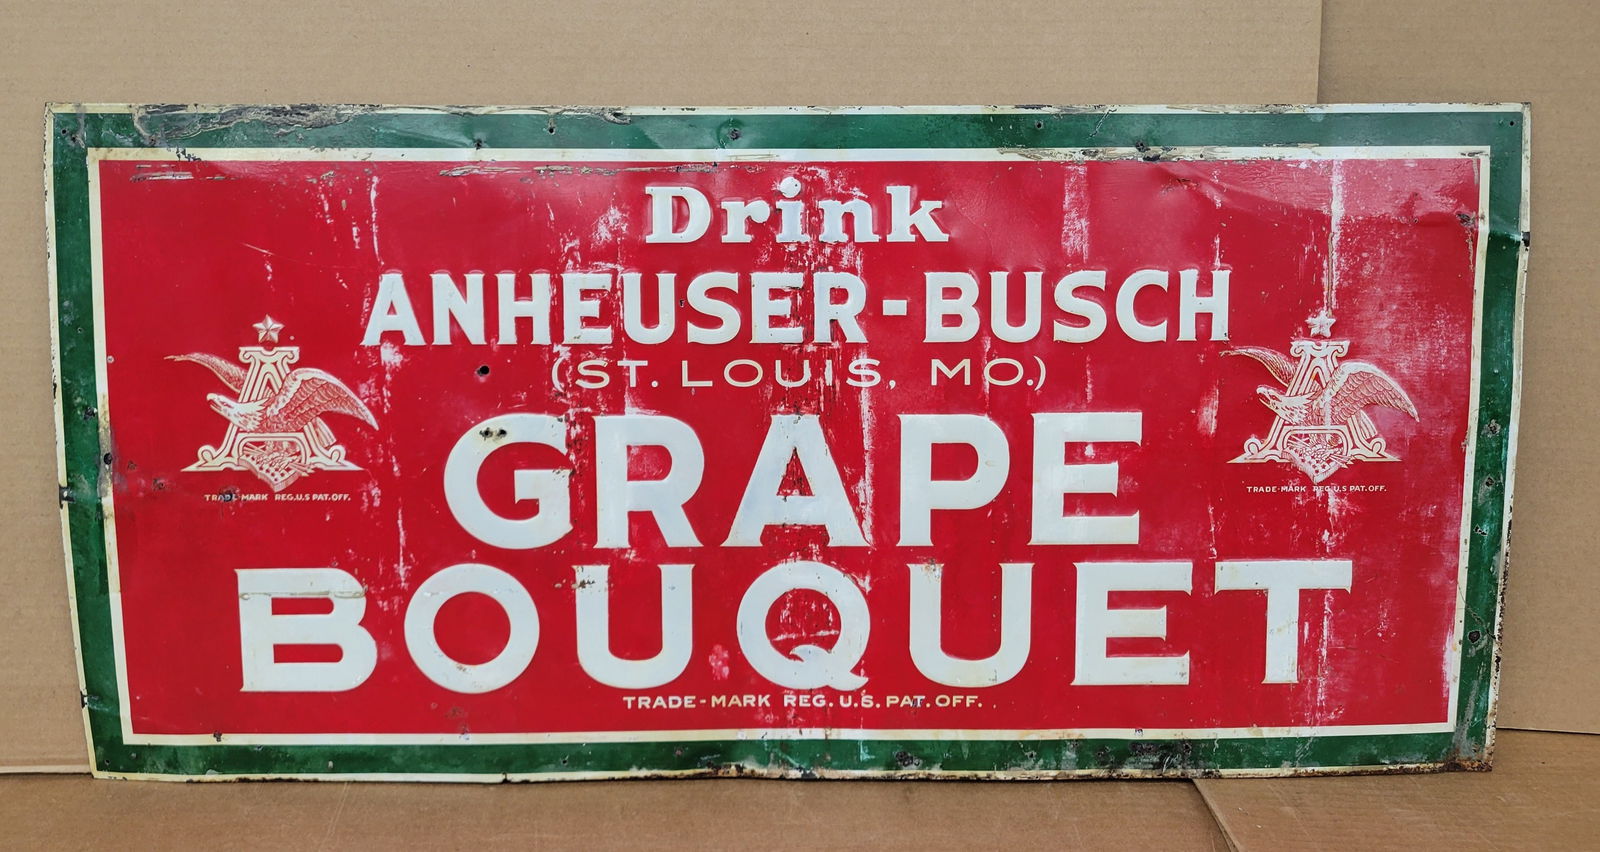 Drink
ANHEUSER-BUSCH
(ST. LOUIS, MO.)
GRAPE
BOUQUET
TRADE-MARK REG. U.S. PAT. OFF.
A
TRADE-MARK REG. U.S. PAT. OFF.
A
TRADE-MARK REG. U.S. PAT. OFF.